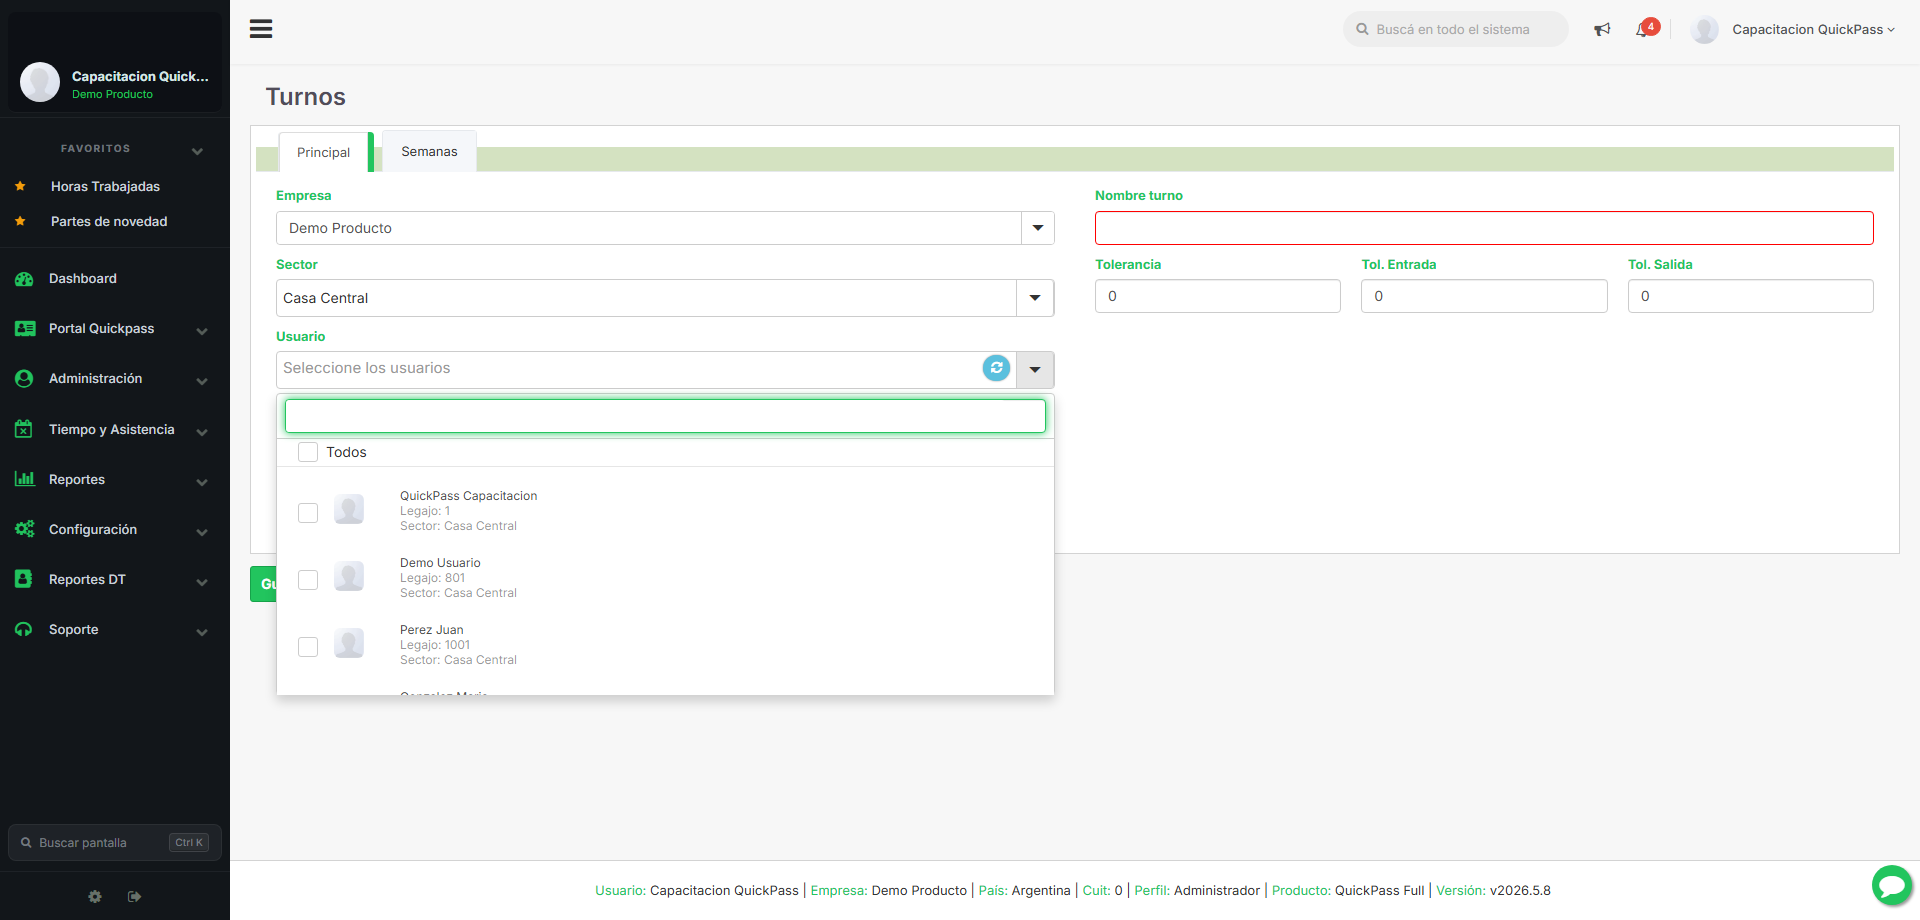 Capacitacion Quick...
Demo Producto
FAVORITOS
Horas Trabajadas
Partes de novedad
Dashboard
Portal Quickpass
Administración
Tiempo y Asistencia
Reportes
Configuración
Reportes DT
Soporte
Buscar pantalla
Ctrl K
Buscá en todo el sistema
4
Capacitacion QuickPass
Turnos
Principal
Semanas
Empresa
Demo Producto
Sector
Casa Central
Usuario
Seleccione los usuarios
Todos
QuickPass Capacitacion
Legajo: 1
Sector: Casa Central
Demo Usuario
Legajo: 801
Sector: Casa Central
Perez Juan
Legajo: 1001
Sector: Casa Central
Nombre turno
Tolerancia
Tol. Entrada
Tol. Salida
0
0
0
Usuario: Capacitacion QuickPass | Empresa: Demo Producto | País: Argentina | Cuit: 0 | Perfil: Administrador | Producto: QuickPass Full | Versión: v2026.5.8